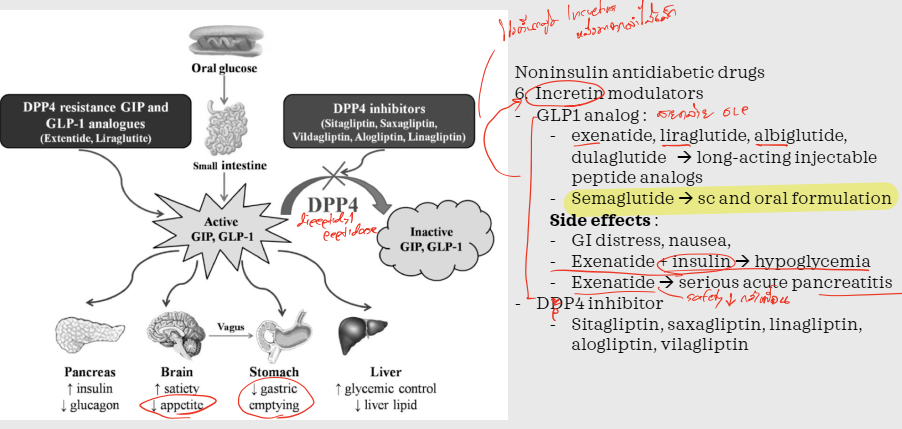 Oral glucose
DPP4 resistance GIP and
GLP-1 analogues
(Extentide, Liraglutide)
DPP4 inhibitors
(Sitagliptin, Saxagliptin,
Vildagliptin, Alogliptin, Linagliptin)
Small intestine
Active
GIP, GLP-1
DPP4
dipeptidyl
peptidase
Inactive
GIP, GLP-1
Vagus
Pancreas
↑ insulin
↓ glucagon
Brain
↑ satiety
↓ appetite
Stomach
↓ gastric
emptying
Liver
↑ glycemic control
↓ liver lipid
Incretin
Noninsulin antidiabetic drugs
6. Incretin modulators
- GLP1 analog :
- exenatide, liraglutide, albiglutide,
dulaglutide → long-acting injectable
peptide analogs
- Semaglutide → sc and oral formulation
Side effects :
- GI distress, nausea,
- Exenatide + insulin → hypoglycemia
- Exenatide → serious acute pancreatitis
safety ↓
- DPP4 inhibitor
- Sitagliptin, saxagliptin, linagliptin,
alogliptin, vilagliptin